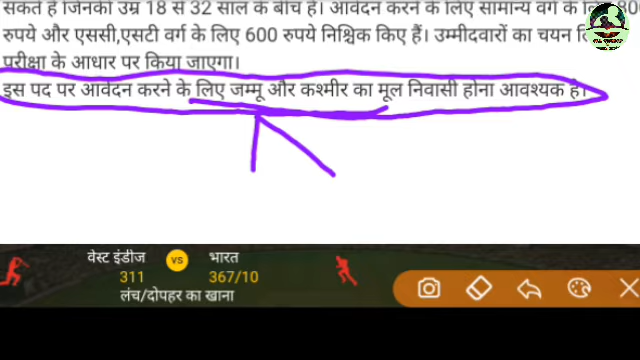 सकते हैं जिनकी उम्र 18 से 32 साल के बीच है। आवेदन करने के लिए सामान्य वर्ग के
रुपये और एससी,एसटी वर्ग के लिए 600 रुपये निश्चिक किए हैं। उम्मीदवारों का चयन
परीक्षा के आधार पर किया जाएगा।
इस पद पर आवेदन करने के लिए जम्मू और कश्मीर का मूल निवासी होना आवश्यक है।
वेस्ट इंडीज VS भारत
311 367/10
लंच/दोपहर का खाना